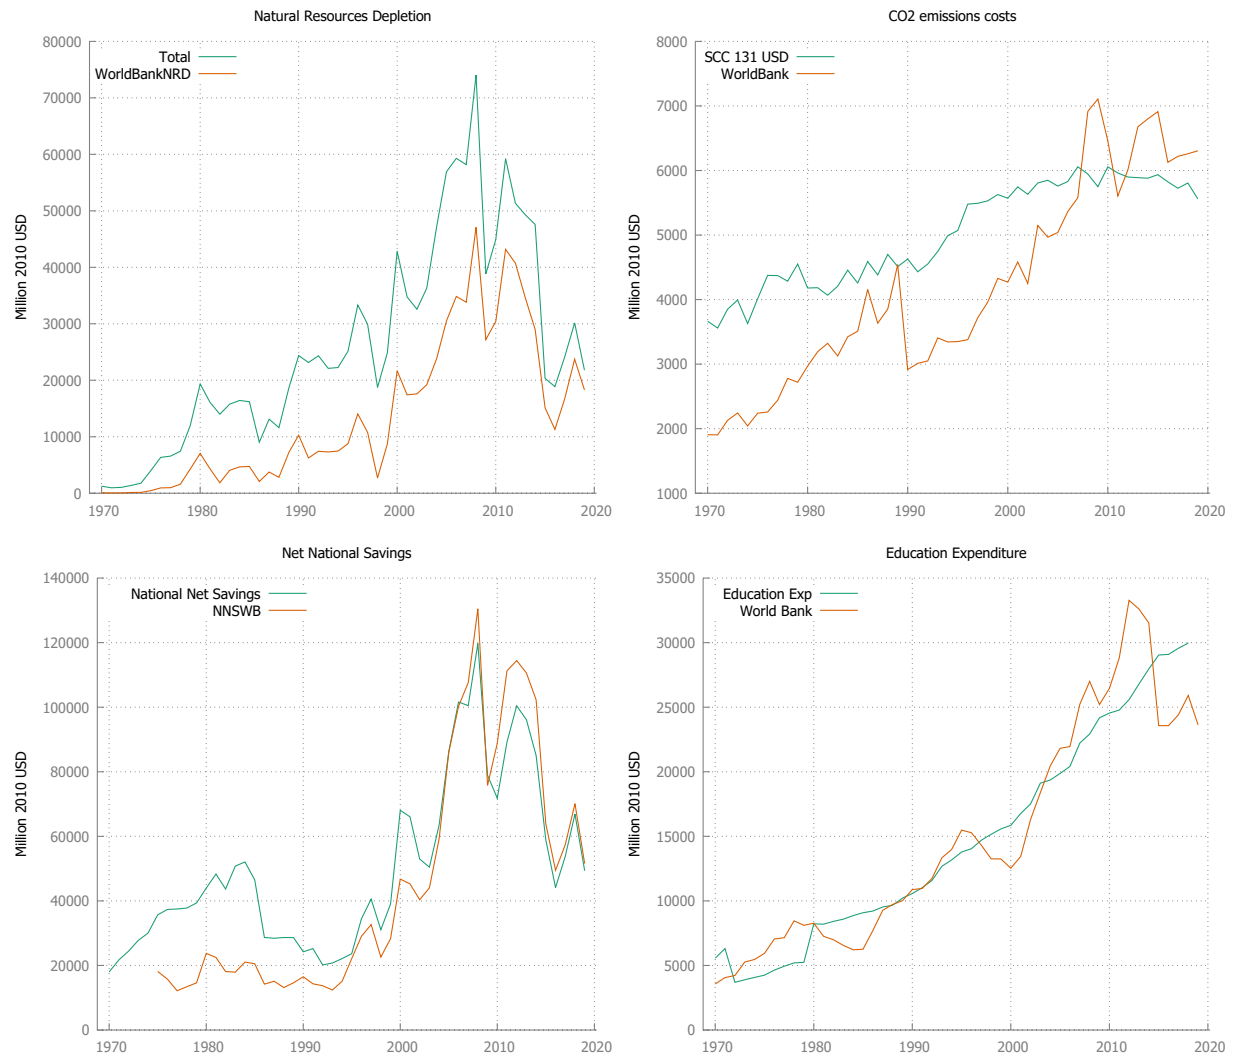 Natural Resources Depletion
Million 2010 USD
80000
70000
60000
50000
40000
30000
20000
10000
0
1970 1980 1990 2000 2010 2020
Total
WorldBankNRD
CO2 emissions costs
Million 2010 USD
8000
7000
6000
5000
4000
3000
2000
1000
1970 1980 1990 2000 2010 2020
SCC 131 USD
WorldBank
Net National Savings
Million 2010 USD
140000
120000
100000
80000
60000
40000
20000
0
1970 1980 1990 2000 2010 2020
National Net Savings
NNSWB
Education Expenditure
Million 2010 USD
35000
30000
25000
20000
15000
10000
5000
0
1970 1980 1990 2000 2010 2020
Education Exp
World Bank